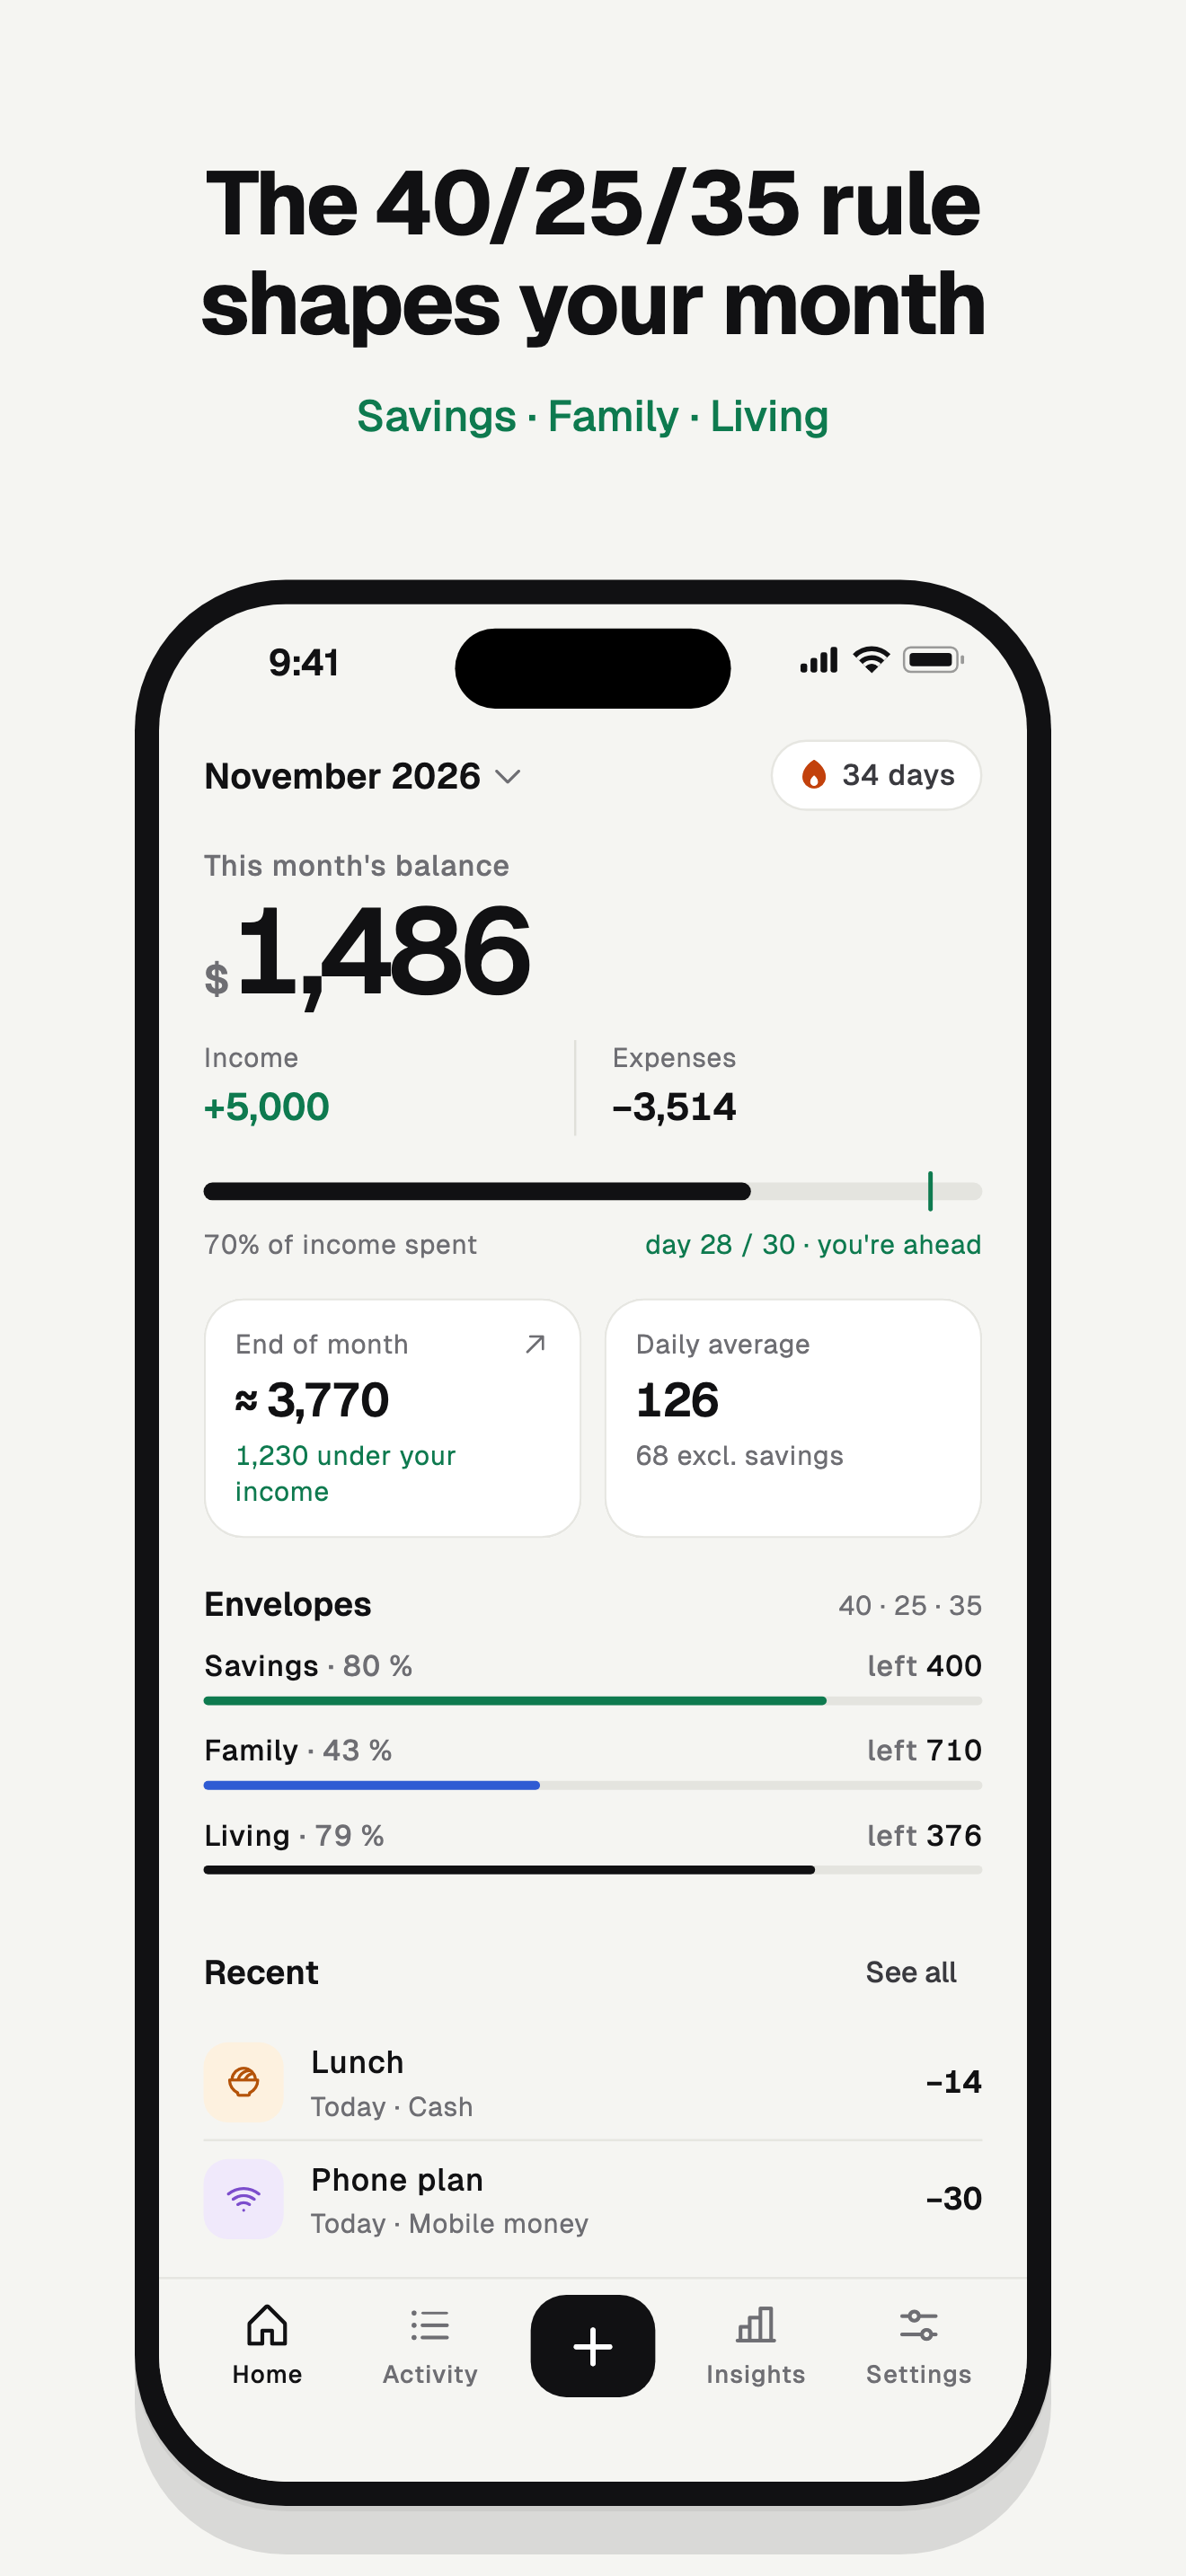 The 40/25/35 rule
shapes your month
Savings · Family · Living
9:41
November 2026
34 days
This month's balance
$1,486
Income
Expenses
+5,000
−3,514
70% of income spent
day 28 / 30 · you're ahead
End of month
≈ 3,770
1,230 under your
income
Daily average
126
68 excl. savings
Envelopes
40 · 25 · 35
Savings · 80 %
left 400
Family · 43 %
left 710
Living · 79 %
left 376
Recent
See all
Lunch
Today · Cash
−14
Phone plan
Today · Mobile money
−30
Home
Activity
Insights
Settings